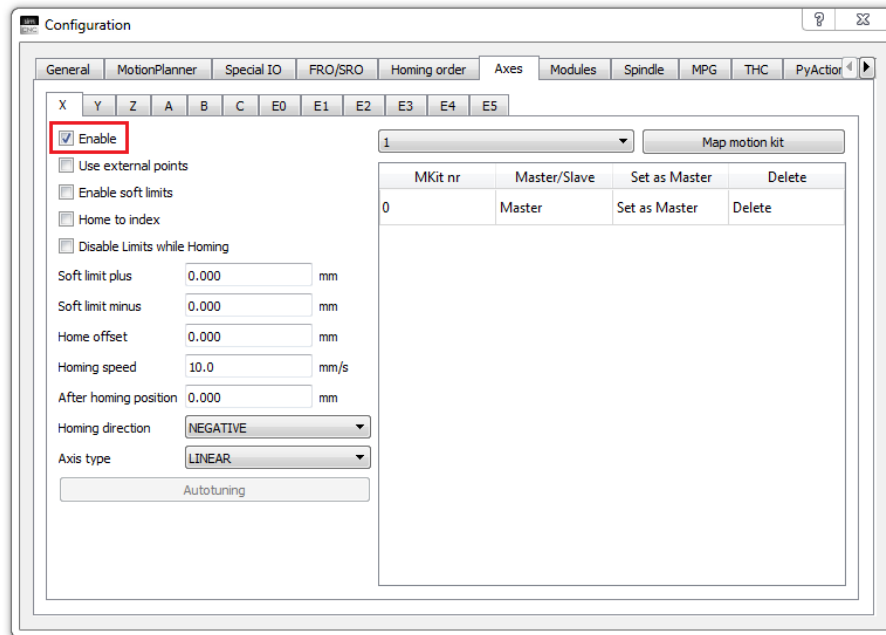 sim CNC Configuration
General MotionPlanner Special IO FRO/SRO Homing order Axes Modules Spindle MPG THC PyAction
X Y Z A B C E0 E1 E2 E3 E4 E5
Enable
1 Map motion kit
Use external points
MKit nr Master/Slave Set as Master Delete
Enable soft limits
0 Master Set as Master Delete
Home to index
Disable Limits while Homing
Soft limit plus 0.000 mm
Soft limit minus 0.000 mm
Home offset 0.000 mm
Homing speed 10.0 mm/s
After homing position 0.000 mm
Homing direction NEGATIVE
Axis type LINEAR
Autotuning